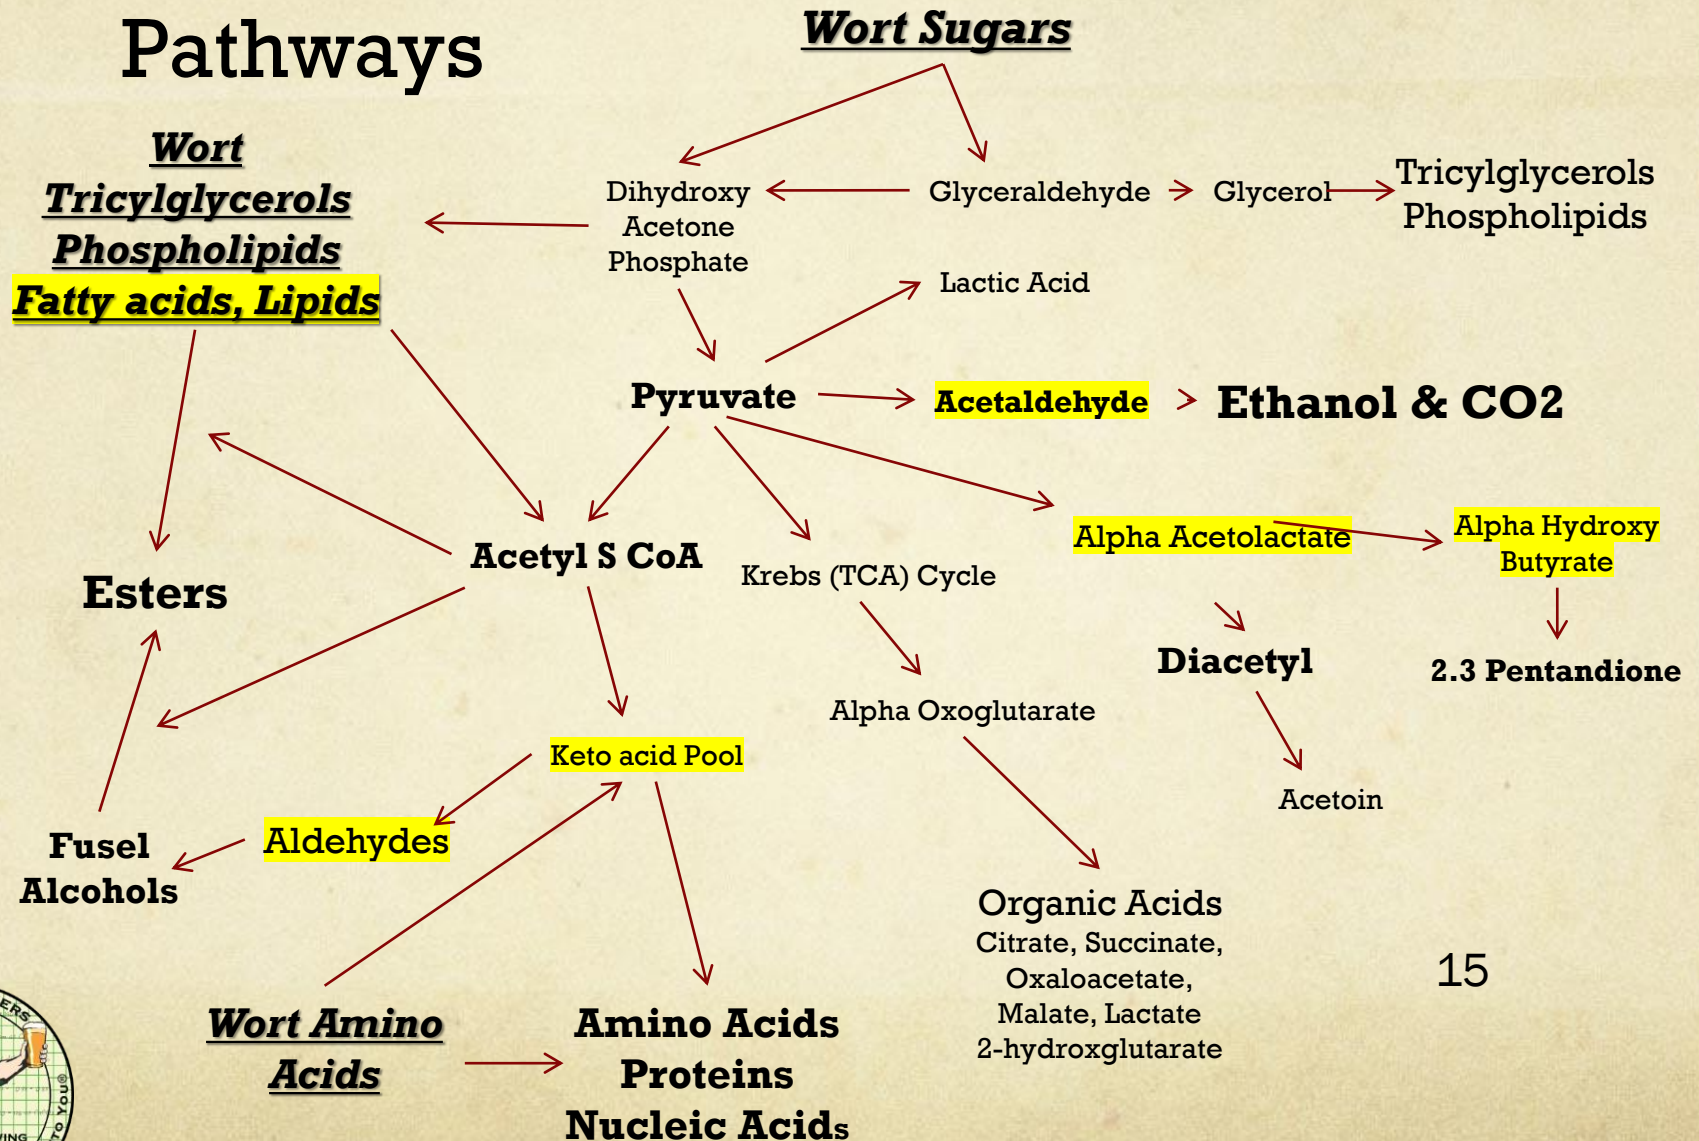 Pathways
Wort Sugars
Wort
Tricylglycerols
Phospholipids
Fatty acids, Lipids
Dihydroxy
Acetone
Phosphate
Glyceraldehyde
Glycerol
Tricylglycerols
Phospholipids
Lactic Acid
Pyruvate
Acetaldehyde
Ethanol & CO2
Acetyl S CoA
Krebs (TCA) Cycle
Alpha Acetolactate
Alpha Hydroxy
Butyrate
Esters
Diacetyl
2.3 Pentandione
Alpha Oxoglutarate
Keto acid Pool
Acetoin
Fusel
Alcohols
Aldehydes
Organic Acids
Citrate, Succinate,
Oxaloacetate,
Malate, Lactate
2-hydroxglutarate
15
Wort Amino
Acids
Amino Acids
Proteins
Nucleic Acids
TO YOU®